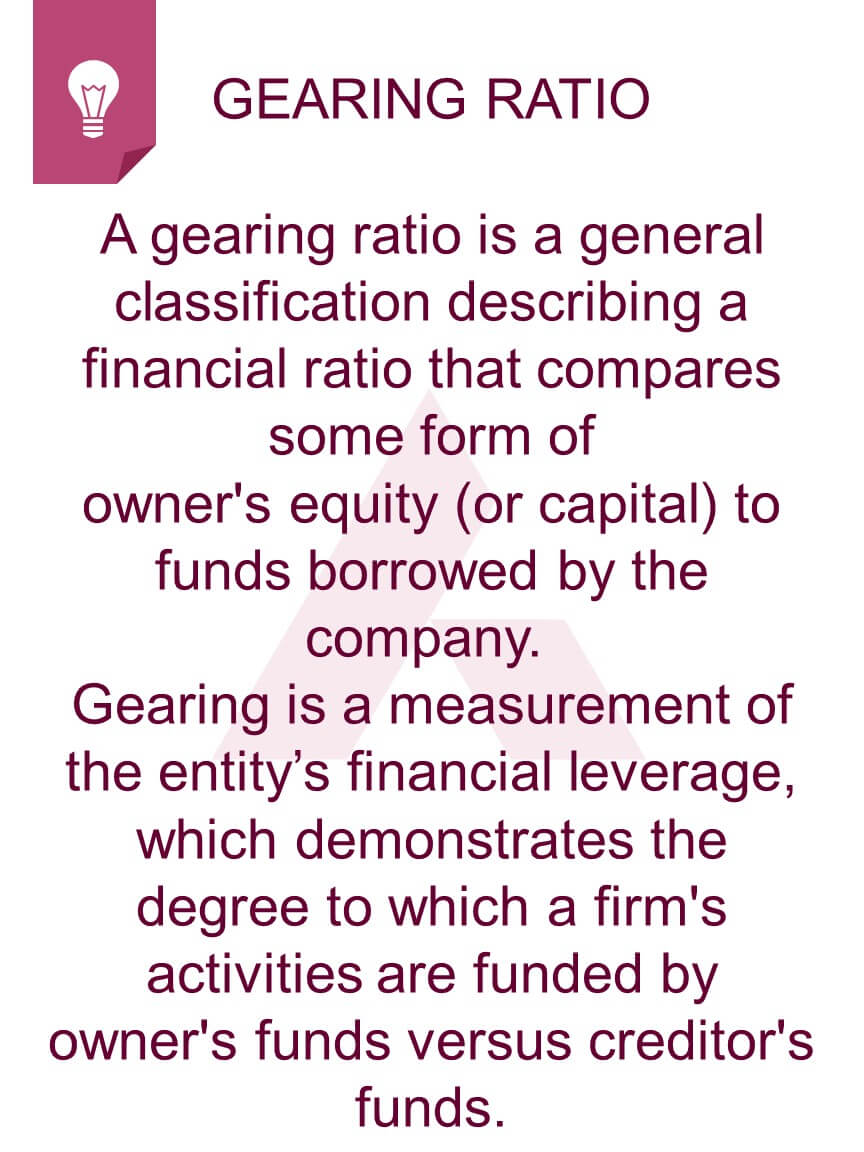 GEARING RATIO
A gearing ratio is a general
classification describing a
financial ratio that compares
some form of
owner's equity (or capital) to
funds borrowed by the
company.
Gearing is a measurement of
the entity’s financial leverage,
which demonstrates the
degree to which a firm's
activities are funded by
owner's funds versus creditor's
funds.